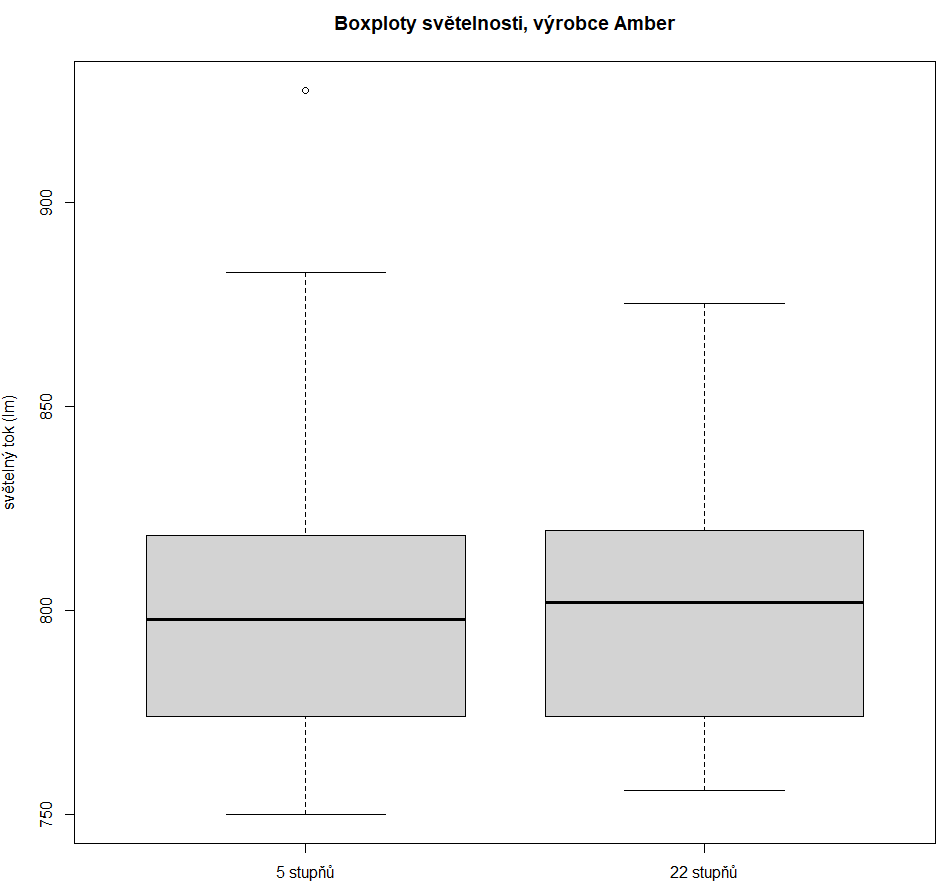 Boxploty světelnosti, výrobce Amber
světelný tok (lm)
900
850
800
750
5 stupňů
22 stupňů